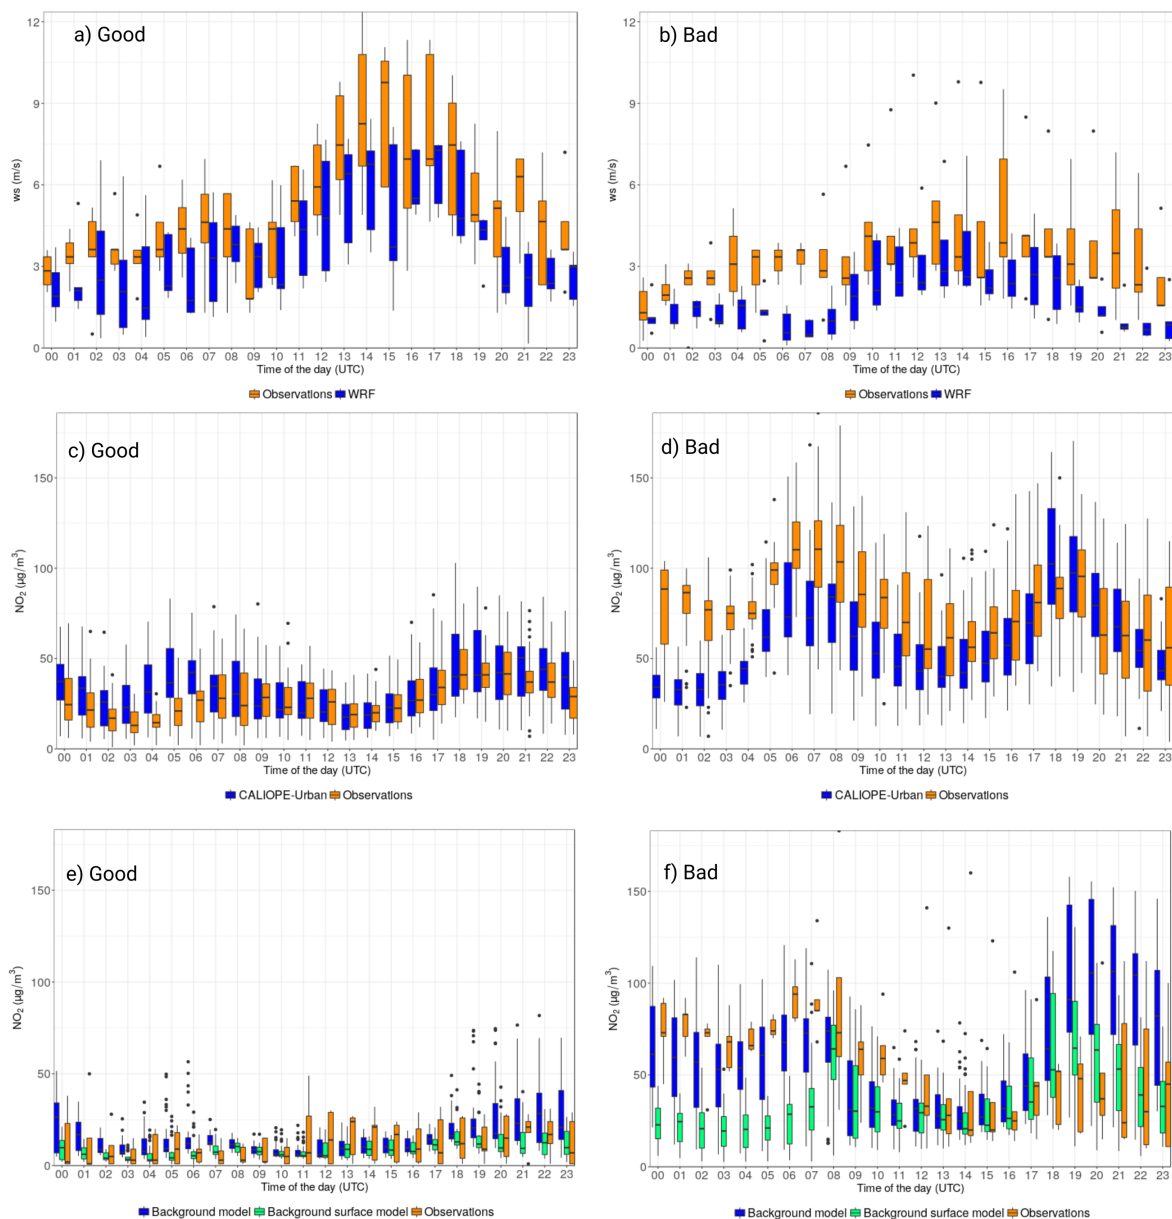 a) Good
12
9
6
3
0
ws (m/s)
00 01 02 03 04 05 06 07 08 09 10 11 12 13 14 15 16 17 18 19 20 21 22 23
Time of the day (UTC)
Observations WRF
b) Bad
12
9
6
3
0
ws (m/s)
00 01 02 03 04 05 06 07 08 09 10 11 12 13 14 15 16 17 18 19 20 21 22 23
Time of the day (UTC)
Observations WRF
c) Good
150
100
50
0
NO₂ (µg/m³)
00 01 02 03 04 05 06 07 08 09 10 11 12 13 14 15 16 17 18 19 20 21 22 23
Time of the day (UTC)
CALIOPE-Urban Observations
d) Bad
150
100
50
0
NO₂ (µg/m³)
00 01 02 03 04 05 06 07 08 09 10 11 12 13 14 15 16 17 18 19 20 21 22 23
Time of the day (UTC)
CALIOPE-Urban Observations
e) Good
150
100
50
0
NO₂ (µg/m³)
00 01 02 03 04 05 06 07 08 09 10 11 12 13 14 15 16 17 18 19 20 21 22 23
Time of the day (UTC)
Background model Background surface model Observations
f) Bad
150
100
50
0
NO₂ (µg/m³)
00 01 02 03 04 05 06 07 08 09 10 11 12 13 14 15 16 17 18 19 20 21 22 23
Time of the day (UTC)
Background model Background surface model Observations